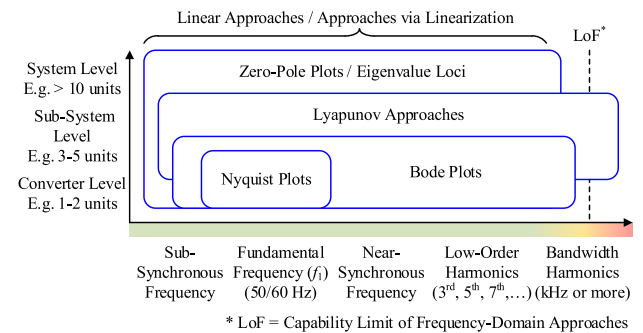 Linear Approaches / Approaches via Linearization
LoF*
System Level
E.g. > 10 units
Zero-Pole Plots / Eigenvalue Loci
Sub-System
Level
E.g. 3-5 units
Lyapunov Approaches
Converter Level
E.g. 1-2 units
Nyquist Plots
Bode Plots
Sub-
Synchronous
Frequency
Fundamental
Frequency (f₁)
(50/60 Hz)
Near-
Synchronous
Frequency
Low-Order
Harmonics
(3rd, 5th, 7th,…)
Bandwidth
Harmonics
(kHz or more)
* LoF = Capability Limit of Frequency-Domain Approaches